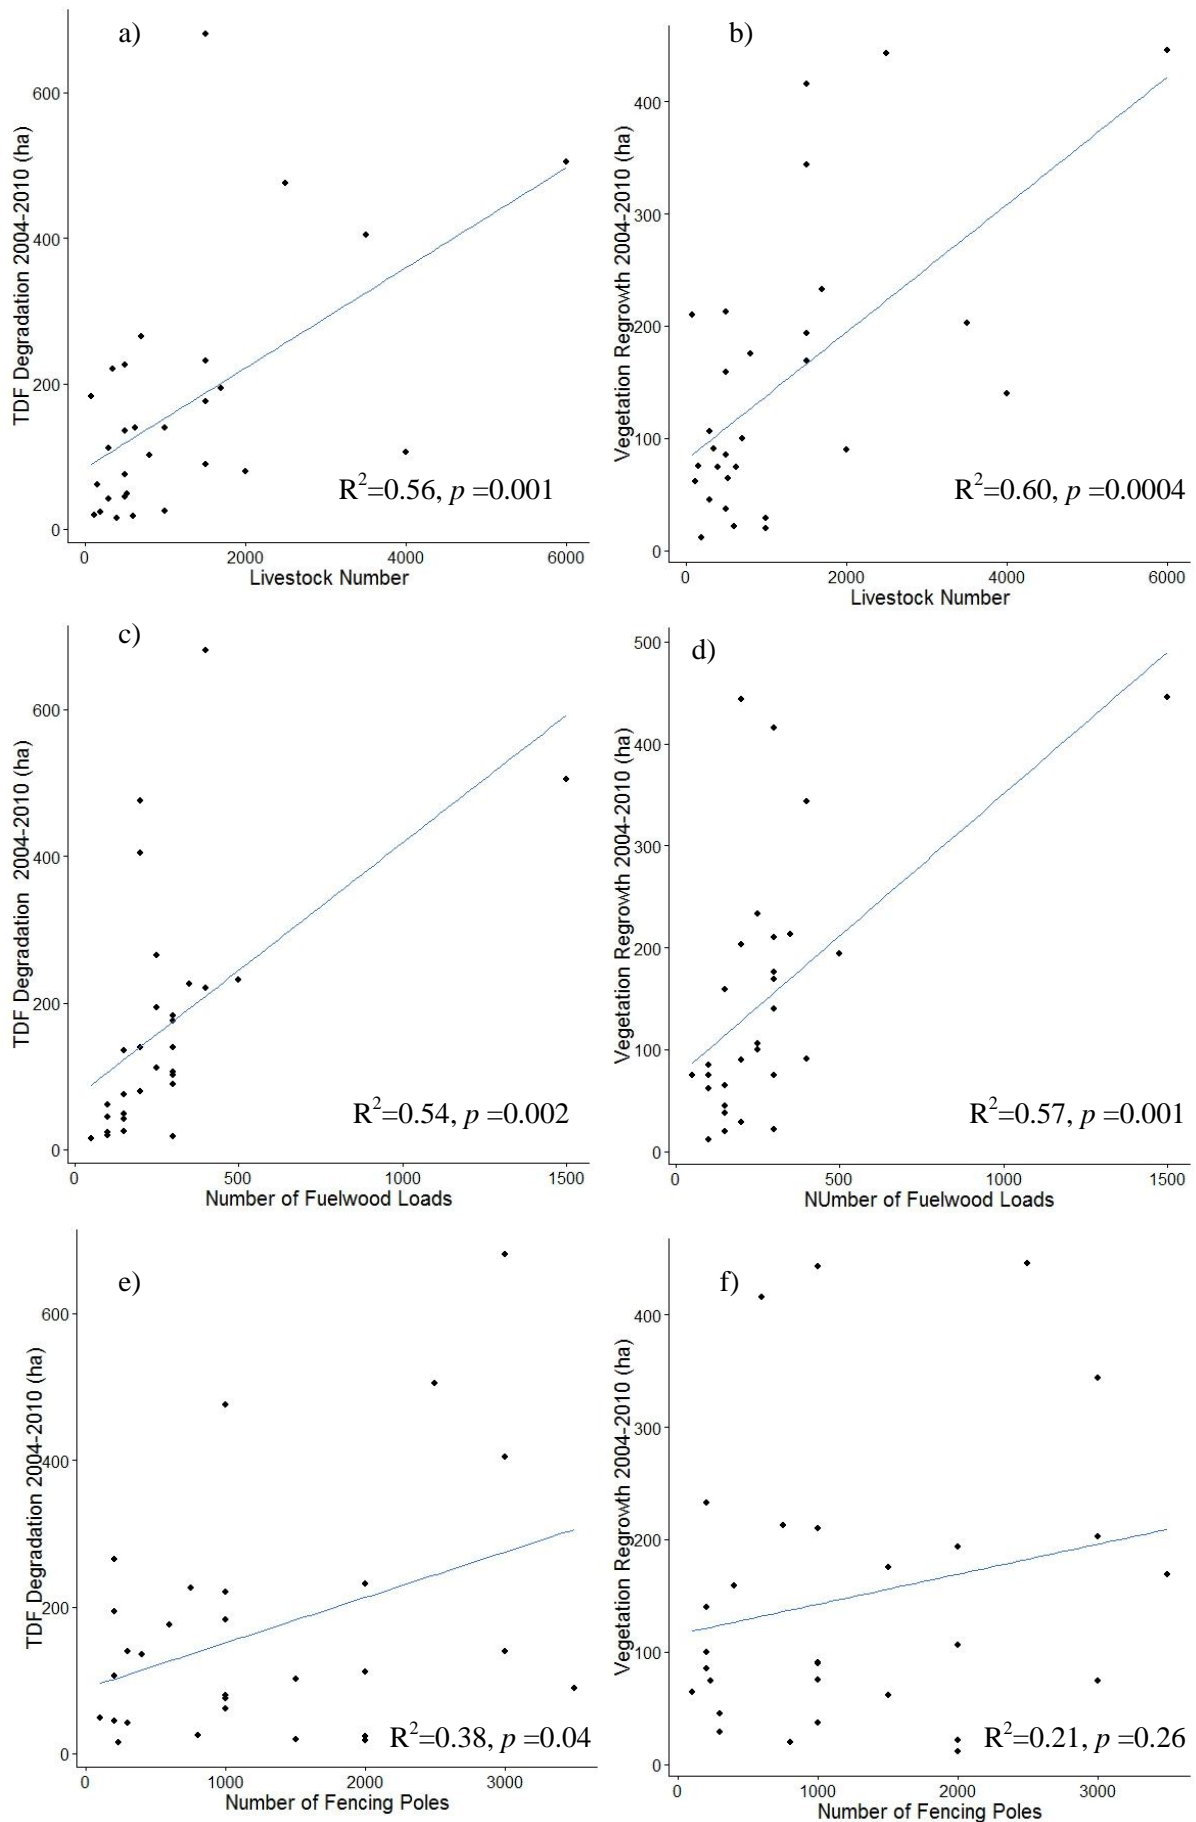 a)
TDF Degradation 2004-2010 (ha)
600
400
200
0
R²=0.56, p =0.001
0 2000 4000 6000
Livestock Number
b)
Vegetation Regrowth 2004-2010 (ha)
400
300
200
100
0
R²=0.60, p =0.0004
0 2000 4000 6000
Livestock Number
c)
TDF Degradation 2004-2010 (ha)
600
400
200
0
R²=0.54, p =0.002
0 500 1000 1500
Number of Fuelwood Loads
d)
Vegetation Regrowth 2004-2010 (ha)
500
400
300
200
100
0
R²=0.57, p =0.001
0 500 1000 1500
NUmber of Fuelwood Loads
e)
TDF Degradation 2004-2010 (ha)
600
400
200
0
R²=0.38, p =0.04
0 1000 2000 3000
Number of Fencing Poles
f)
Vegetation Regrowth 2004-2010 (ha)
400
300
200
100
0
R²=0.21, p =0.26
0 1000 2000 3000
Number of Fencing Poles